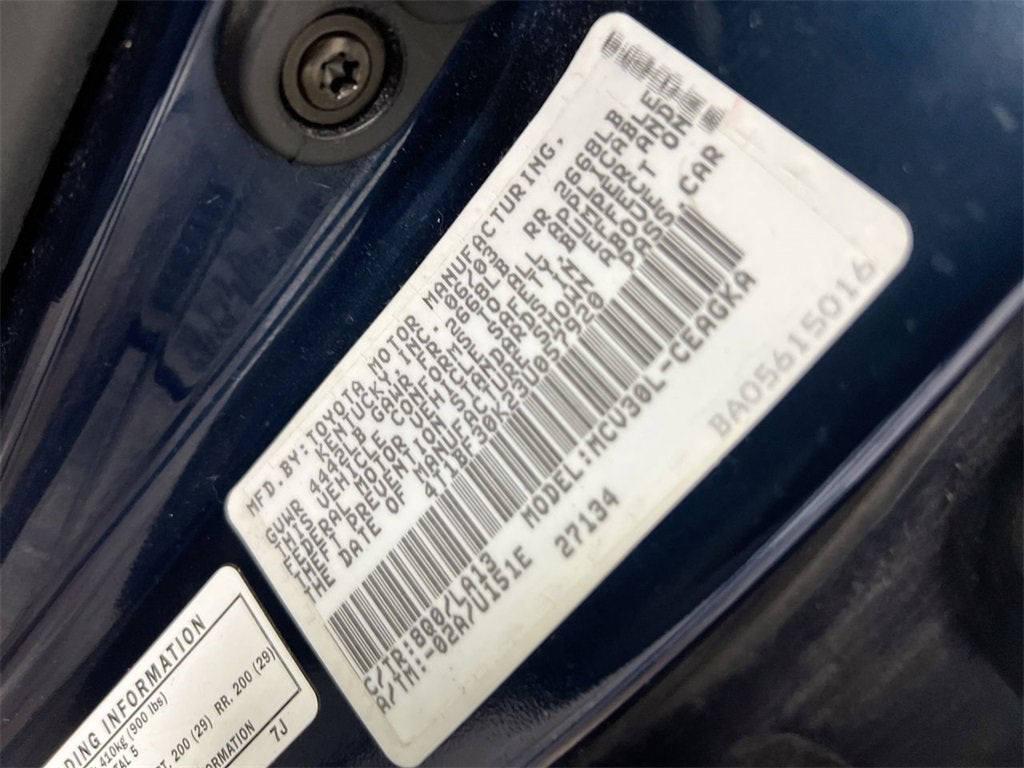 MFD.BY:TOYOTA MOTOR MANUFACTURING,
KENTUCKY,INC. 06/03
GVWR 4442LB GAWR RR 2668LB
THIS VEHICLE CONFORMS TO ALL APPLICABLE
FEDERAL MOTOR VEHICLE SAFETY, BUMPER AND
THEFT PREVENTION STANDARDS IN EFFECT ON
THE DATE OF MANUFACTURE SHOWN ABOVE.
4T1BF30K23U057920 PASS. CAR
C/TR:8Q0/LA13 MODEL:MCV30L-CEAGKA
A/TM:-02A/U151E 27134
BA05615016
DING INFORMATION
410kg (900 lbs)
TAL 5
RT. 200 (29) RR. 200 (29)
FORMATION
7J